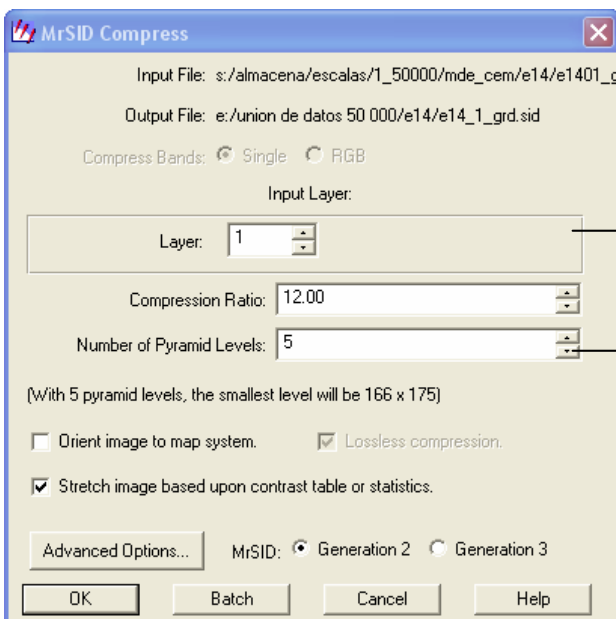 MrSID Compress
Input File: s:/almacena/escalas/1_50000/mde_cem/e14/e1401_g
Output File: e:/union de datos 50 000/e14/e14_1_grd.sid
Compress Bands: Single RGB
Input Layer:
Layer: 1
Compression Ratio: 12.00
Number of Pyramid Levels: 5
(With 5 pyramid levels, the smallest level will be 166 x 175)
Orient image to map system. Lossless compression.
Stretch image based upon contrast table or statistics.
Advanced Options... MrSID: Generation 2 Generation 3
OK Batch Cancel Help